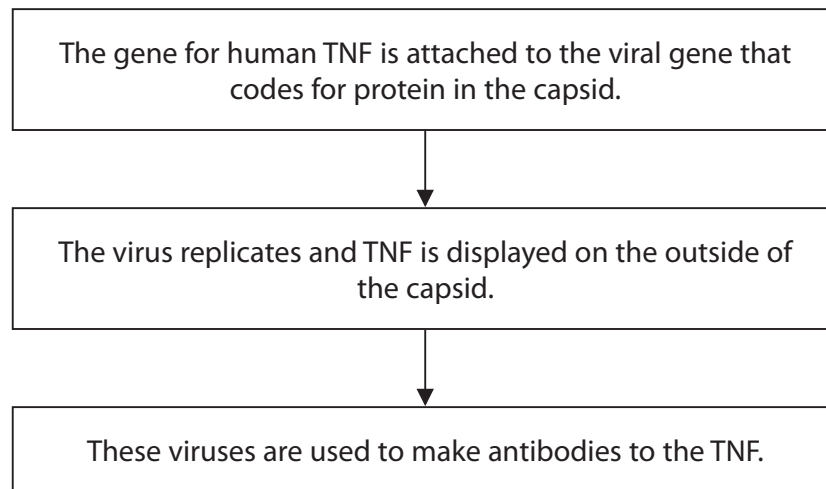 The gene for human TNF is attached to the viral gene that
codes for protein in the capsid.
The virus replicates and TNF is displayed on the outside of
the capsid.
These viruses are used to make antibodies to the TNF.